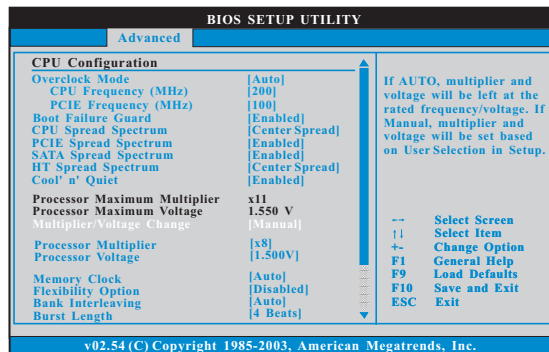 BIOS SETUP UTILITY
Advanced
CPU Configuration
Overclock Mode [Auto]
CPU Frequency (MHz) [200]
PCIE Frequency (MHz) [100]
Boot Failure Guard [Enabled]
CPU Spread Spectrum [Center Spread]
PCIE Spread Spectrum [Enabled]
SATA Spread Spectrum [Enabled]
HT Spread Spectrum [Center Spread]
Cool' n' Quiet [Enabled]
Processor Maximum Multiplier x11
Processor Maximum Voltage 1.550 V
Multiplier/Voltage Change [Manual]
Processor Multiplier [x8]
Processor Voltage [1.500V]
Memory Clock [Auto]
Flexibility Option [Disabled]
Bank Interleaving [Auto]
Burst Length [4 Beats]
If AUTO, multiplier and
voltage will be left at the
rated frequency/voltage. If
Manual, multiplier and
voltage will be set based
on User Selection in Setup.
←→ Select Screen
↑↓ Select Item
+- Change Option
F1 General Help
F9 Load Defaults
F10 Save and Exit
ESC Exit
v02.54 (C) Copyright 1985-2003, American Megatrends, Inc.